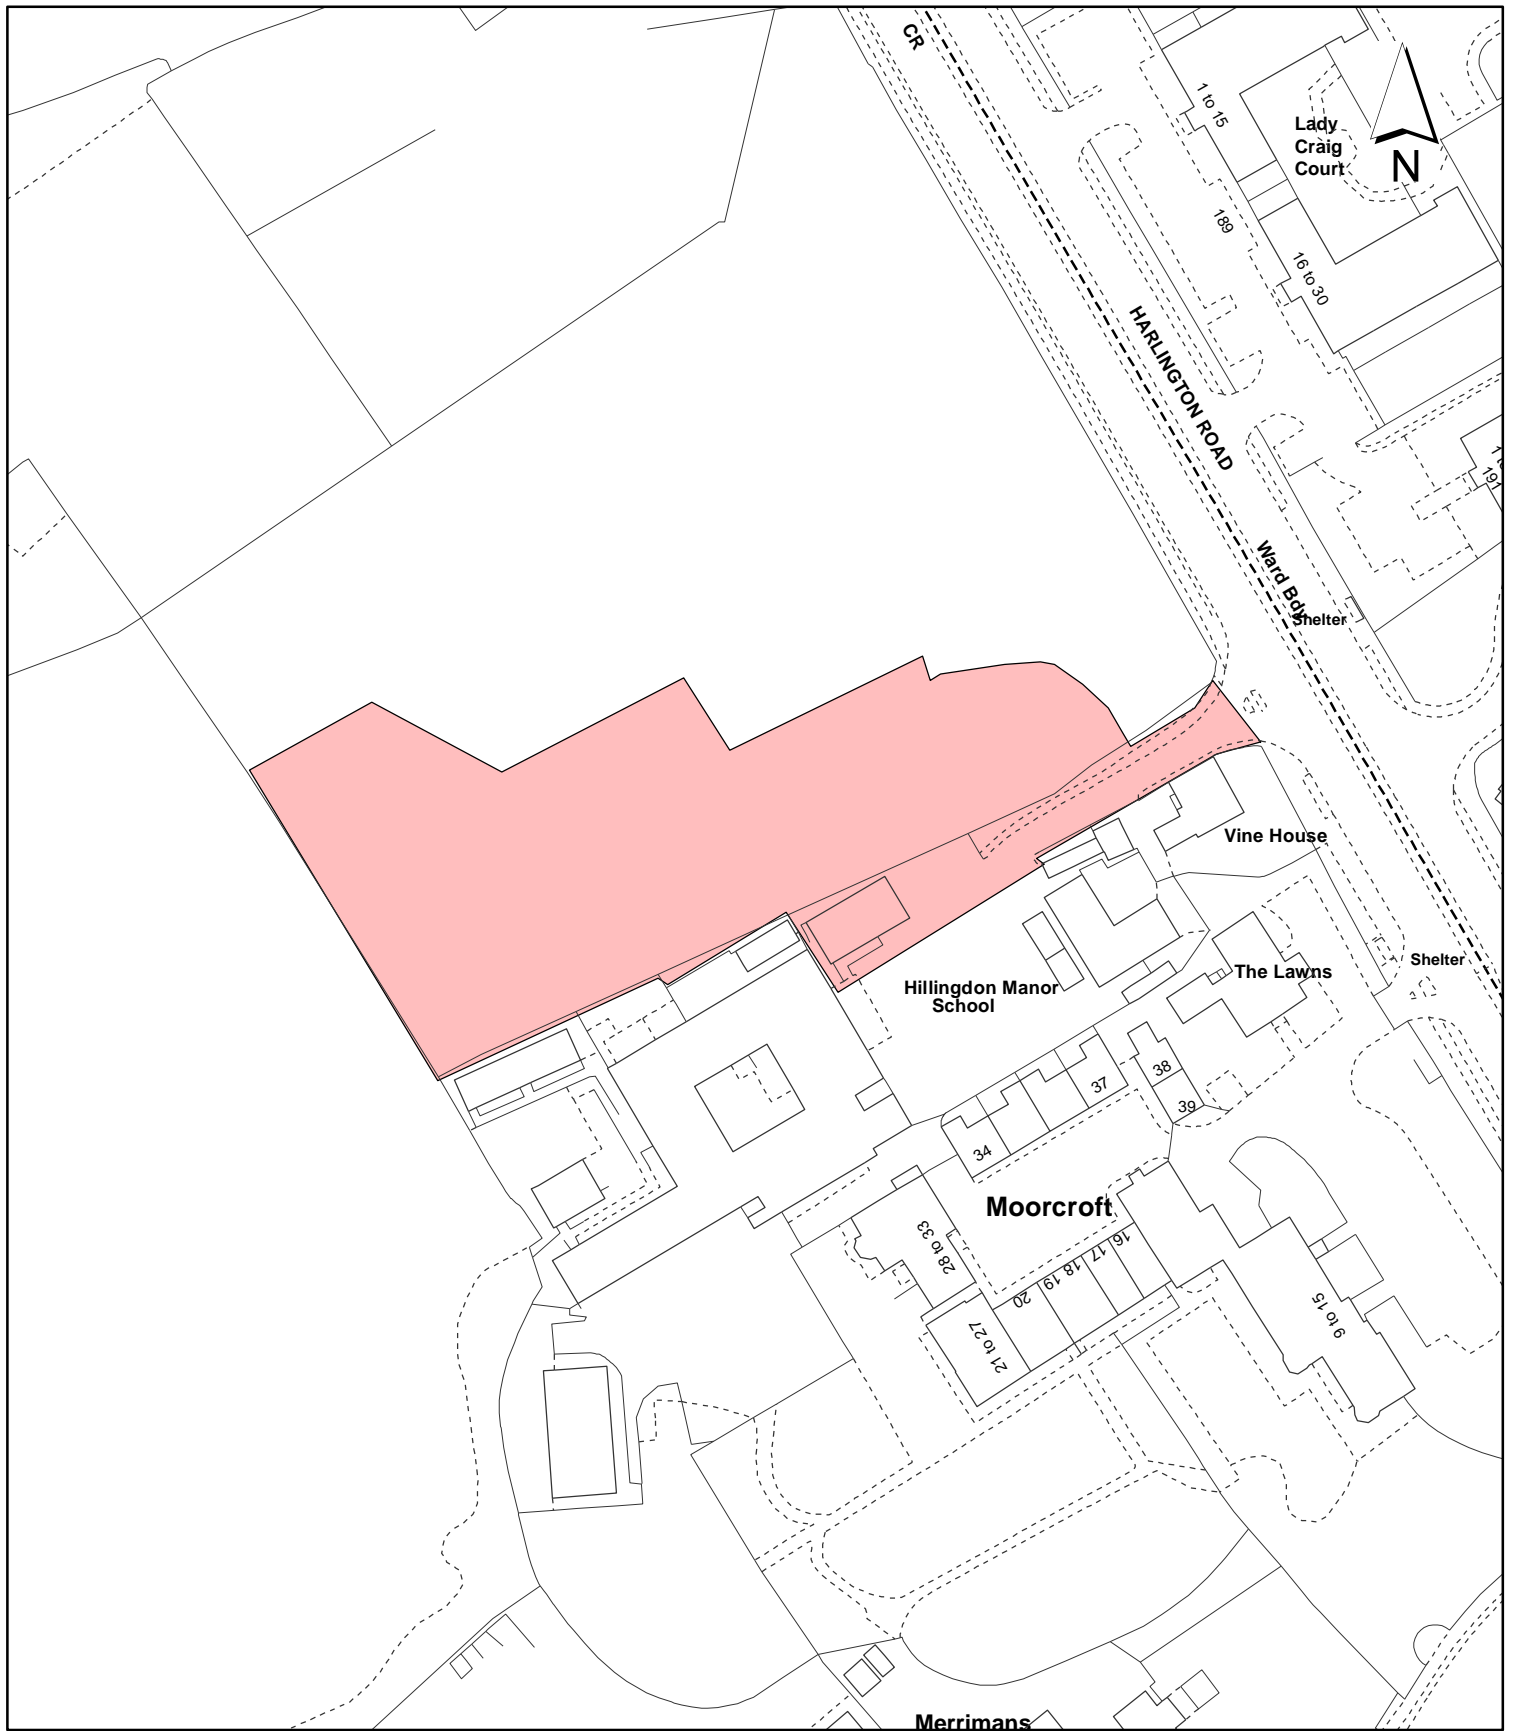 CR
1 to 15
Lady
Craig
Court
N
189
16 to 30
HARLINGTON ROAD
191
Ward Bdy
Shelter
Vine House
Shelter
The Lawns
Hillingdon Manor
School
37
38
39
34
Moorcroft
28 to 33
16
17
18
19
20
21 to 27
9 to 15
Merrimans